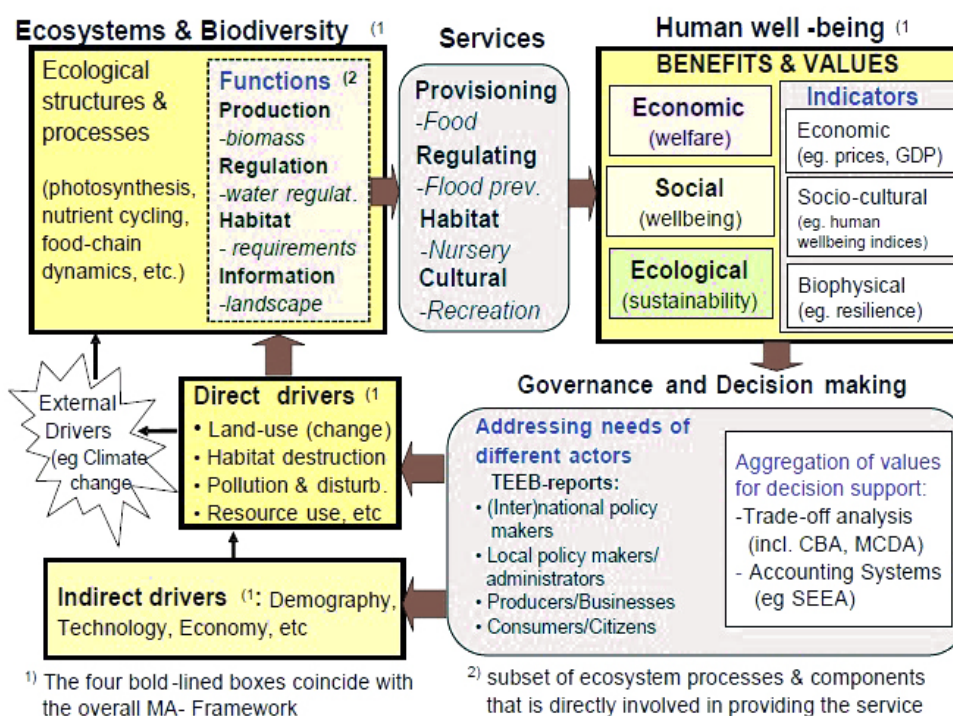 Ecosystems & Biodiversity (1
Ecological
structures &
processes
(photosynthesis,
nutrient cycling,
food-chain
dynamics, etc.)
Functions (2
Production
-biomass
Regulation
-water regulat.
Habitat
- requirements
Information
-landscape
Services
Provisioning
-Food
Regulating
-Flood prev.
Habitat
-Nursery
Cultural
-Recreation
Human well -being (1
BENEFITS & VALUES
Economic
(welfare)
Social
(wellbeing)
Ecological
(sustainability)
Indicators
Economic
(eg. prices, GDP)
Socio-cultural
(eg. human
wellbeing indices)
Biophysical
(eg. resilience)
External
Drivers
(eg Climate
change
Direct drivers (1
• Land-use (change)
• Habitat destruction
• Pollution & disturb.
• Resource use, etc
Indirect drivers (1: Demography,
Technology, Economy, etc
Governance and Decision making
Addressing needs of
different actors
TEEB-reports:
• (Inter)national policy
makers
• Local policy makers/
administrators
• Producers/Businesses
• Consumers/Citizens
Aggregation of values
for decision support:
-Trade-off analysis
(incl. CBA, MCDA)
- Accounting Systems
(eg SEEA)
1) The four bold -lined boxes coincide with
the overall MA- Framework
2) subset of ecosystem processes & components
that is directly involved in providing the service